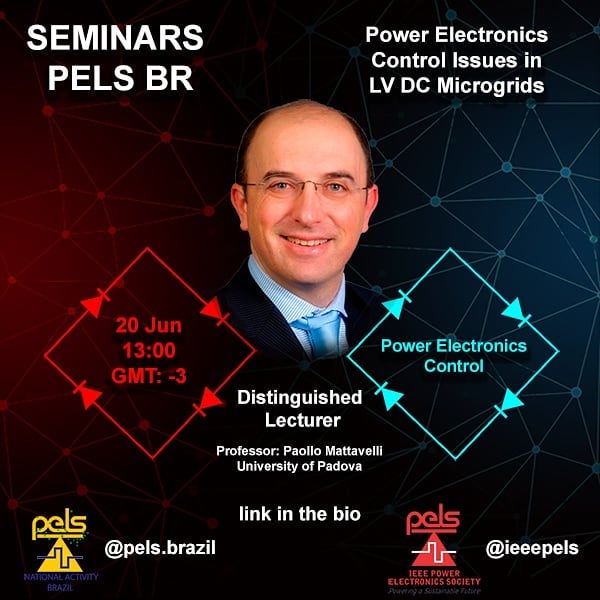 SEMINARS
PELS BR
Power Electronics
Control Issues in
LV DC Microgrids
20 Jun
13:00
GMT: -3
Power Electronics
Control
Distinguished
Lecturer
Professor: Paollo Mattavelli
University of Padova
link in the bio
pels
NATIONAL ACTIVITY
BRAZIL
@pels.brazil
pels
IEEE POWER
ELECTRONICS SOCIETY
Powering a Sustainable Future
@ieeepels